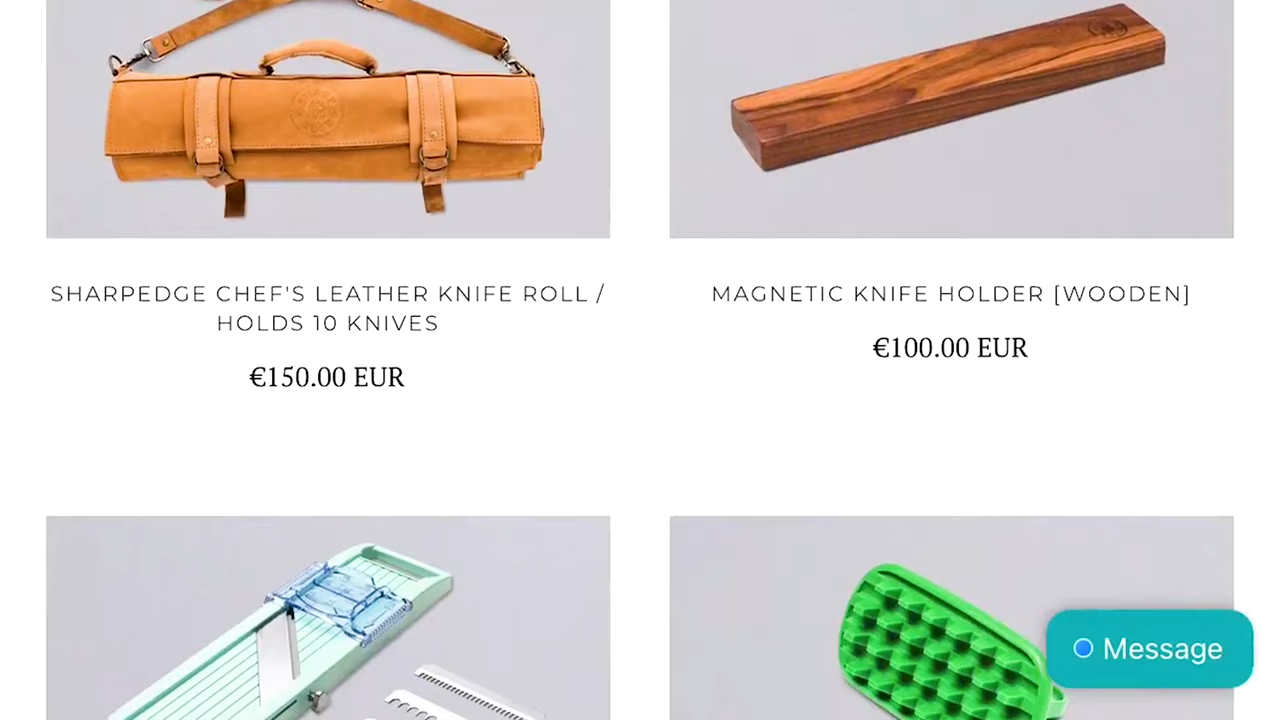 SHARPEDGE CHEF'S LEATHER KNIFE ROLL /
HOLDS 10 KNIVES
€150.00 EUR
MAGNETIC KNIFE HOLDER [WOODEN]
€100.00 EUR
Message